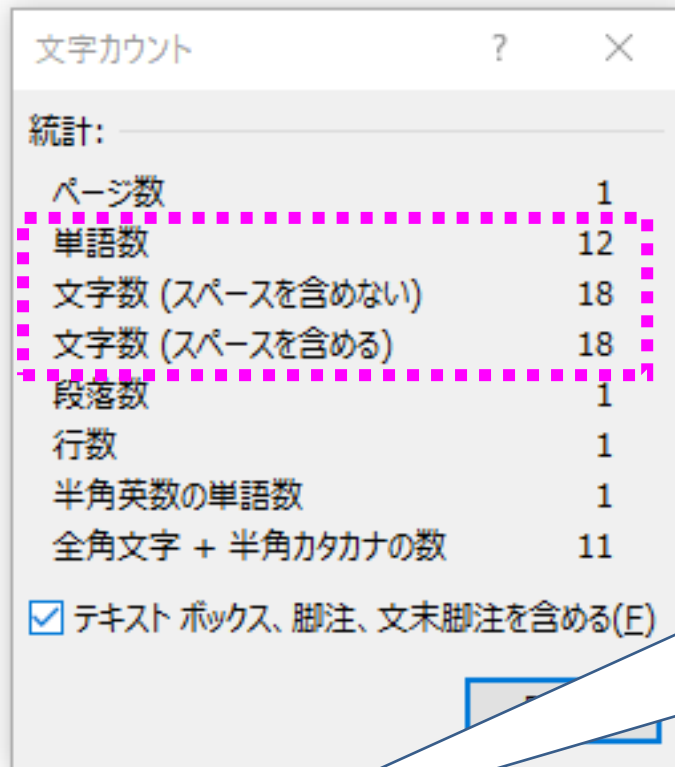 文字カウント ? ×
統計:
ページ数 1
単語数 12
文字数 (スペースを含めない) 18
文字数 (スペースを含める) 18
段落数 1
行数 1
半角英数の単語数 1
全角文字 + 半角カタカナの数 11
テキスト ボックス、脚注、文末脚注を含める(F)